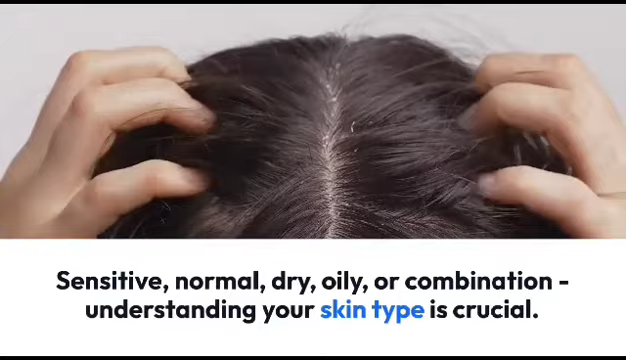 Sensitive, normal, dry, oily, or combination -
understanding your skin type is crucial.